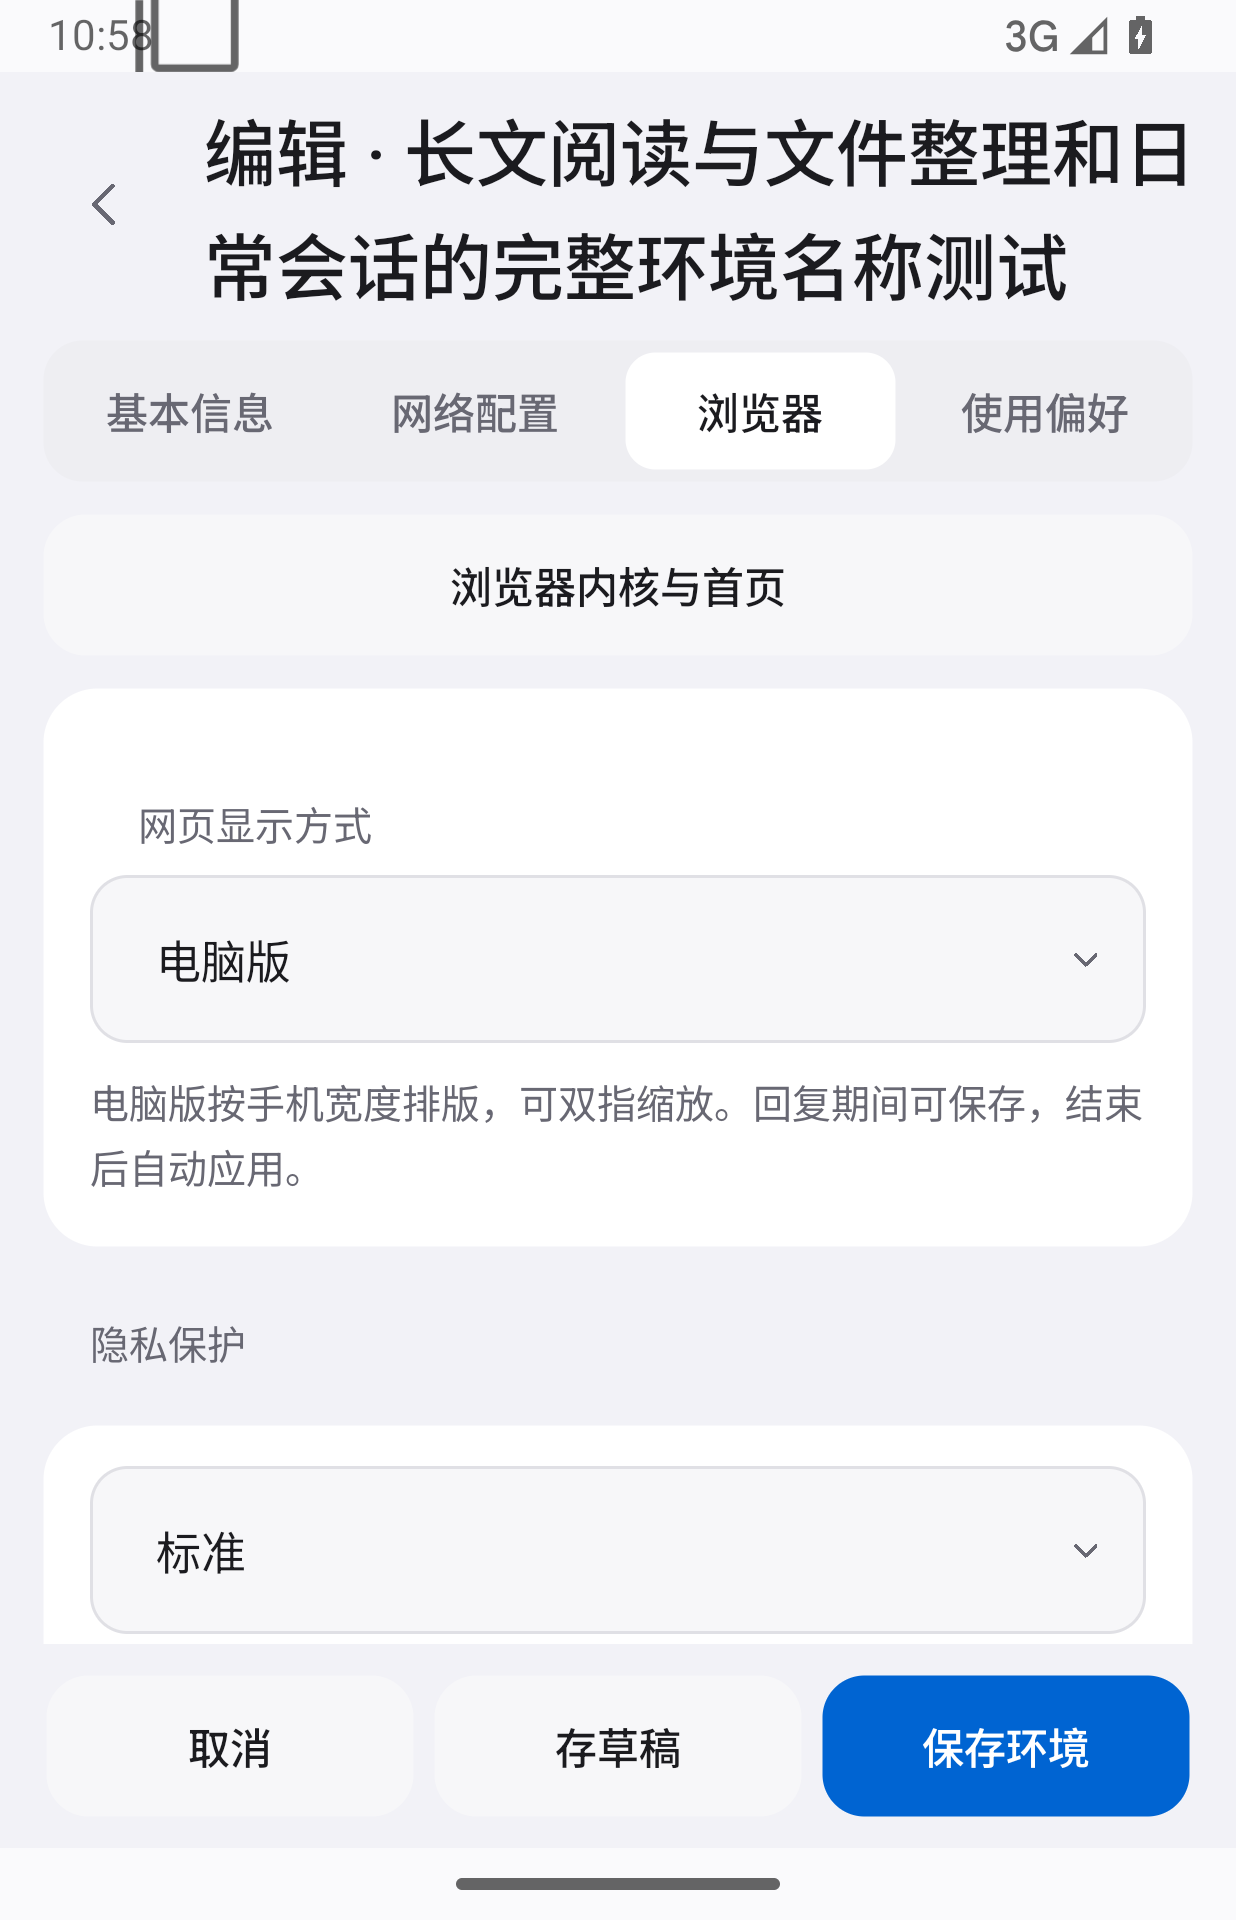 10:58
3G
编辑 · 长文阅读与文件整理和日
常会话的完整环境名称测试
基本信息
网络配置
浏览器
使用偏好
浏览器内核与首页
网页显示方式
电脑版
电脑版按手机宽度排版，可双指缩放。回复期间可保存，结束
后自动应用。
隐私保护
标准
取消
存草稿
保存环境